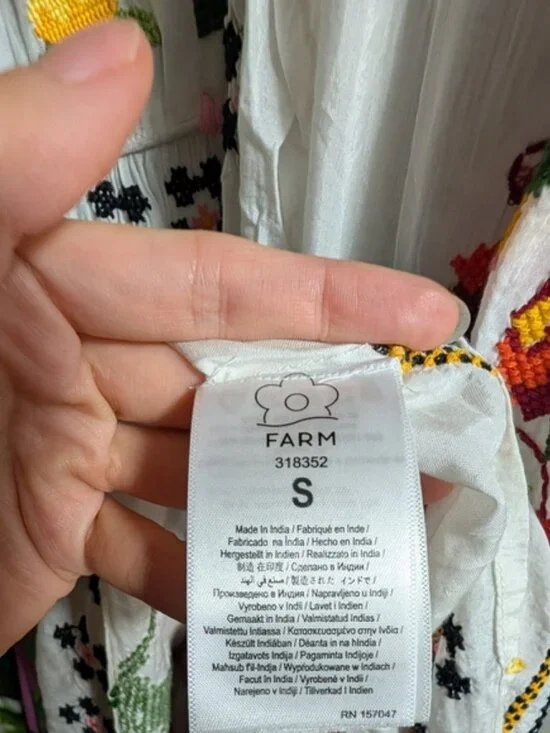 FARM
318352
S
Made In India / Fabriqué en Inde /
Fabricado na Índia / Hecho en India /
Hergestellt in Indien / Realizzato in India /
制造 在印度 / Сделано в Индии /
صنع في الهند / 製造された インドで /
Произведено в Индия / Napravljeno u Indiji /
Vyrobeno v Indii / Lavet i Indien /
Gemaakt in India / Valmistatud Indias /
Valmistettu Intiassa / Κατασκευασμένο στην Ινδία /
Készült Indiában / Déanta in na hIndia /
Izgatavots Indija / Pagaminta Indijoje /
Mahsub fil-Indja / Wyprodukowane w Indiach /
Facut în India / Vyrobené v Indii /
Narejeno v Indiji / Tillverkad I Indien
RN 157047